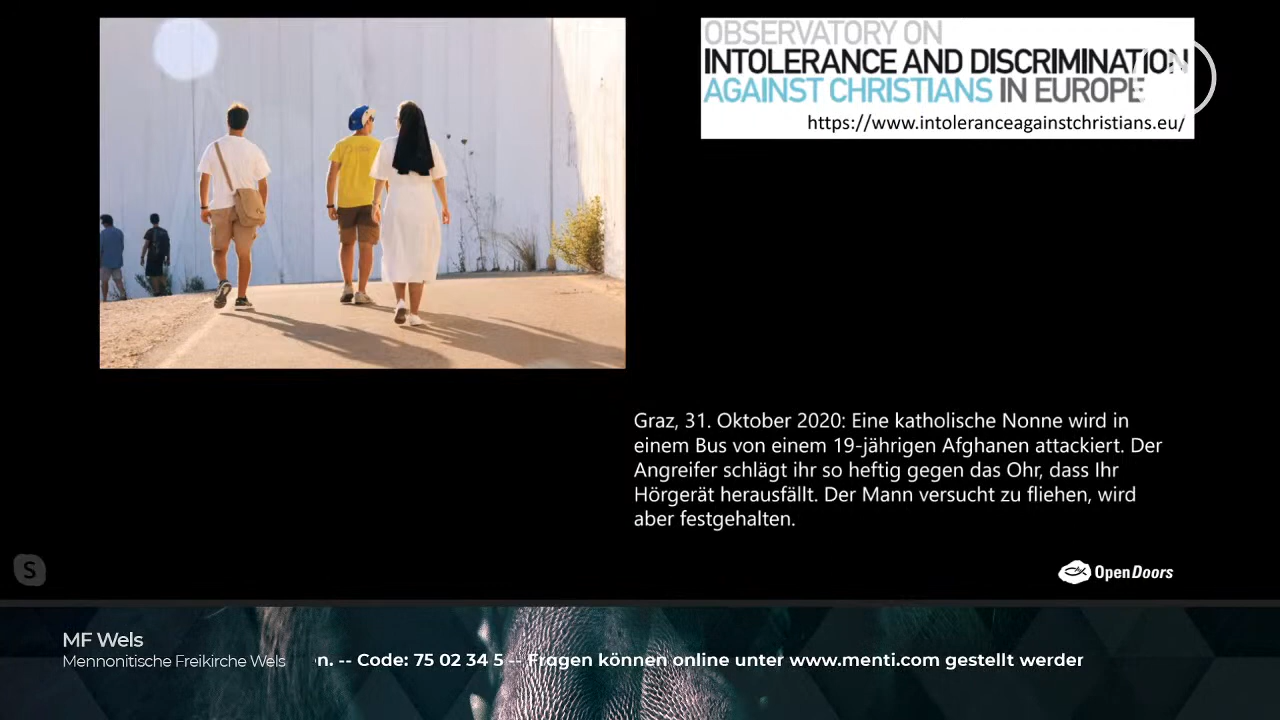 OBSERVATORY ON
INTOLERANCE AND DISCRIMINATION
AGAINST CHRISTIANS IN EUROPE
https://www.intoleranceagainstchristians.eu/
Graz, 31. Oktober 2020: Eine katholische Nonne wird in
einem Bus von einem 19-jährigen Afghanen attackiert. Der
Angreifer schlägt ihr so heftig gegen das Ohr, dass Ihr
Hörgerät herausfällt. Der Mann versucht zu fliehen, wird
aber festgehalten.
S
OpenDoors
MF Wels
Mennonitische Freikirche Wels
n. -- Code: 75 02 34 5 -- Fragen können online unter www.menti.com gestellt werder